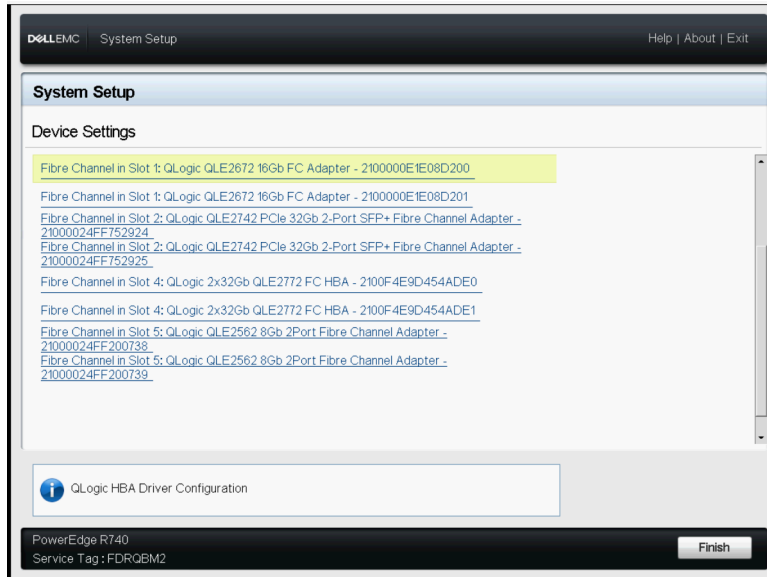 DELLEMC System Setup Help | About | Exit
System Setup
Device Settings
Fibre Channel in Slot 1: QLogic QLE2672 16Gb FC Adapter - 2100000E1E08D200
Fibre Channel in Slot 1: QLogic QLE2672 16Gb FC Adapter - 2100000E1E08D201
Fibre Channel in Slot 2: QLogic QLE2742 PCIe 32Gb 2-Port SFP+ Fibre Channel Adapter -
21000024FF752924
Fibre Channel in Slot 2: QLogic QLE2742 PCIe 32Gb 2-Port SFP+ Fibre Channel Adapter -
21000024FF752925
Fibre Channel in Slot 4: QLogic 2x32Gb QLE2772 FC HBA - 2100F4E9D454ADE0
Fibre Channel in Slot 4: QLogic 2x32Gb QLE2772 FC HBA - 2100F4E9D454ADE1
Fibre Channel in Slot 5: QLogic QLE2562 8Gb 2Port Fibre Channel Adapter -
21000024FF200738
Fibre Channel in Slot 5: QLogic QLE2562 8Gb 2Port Fibre Channel Adapter -
21000024FF200739
QLogic HBA Driver Configuration
PowerEdge R740
Service Tag : FDRQBM2
Finish